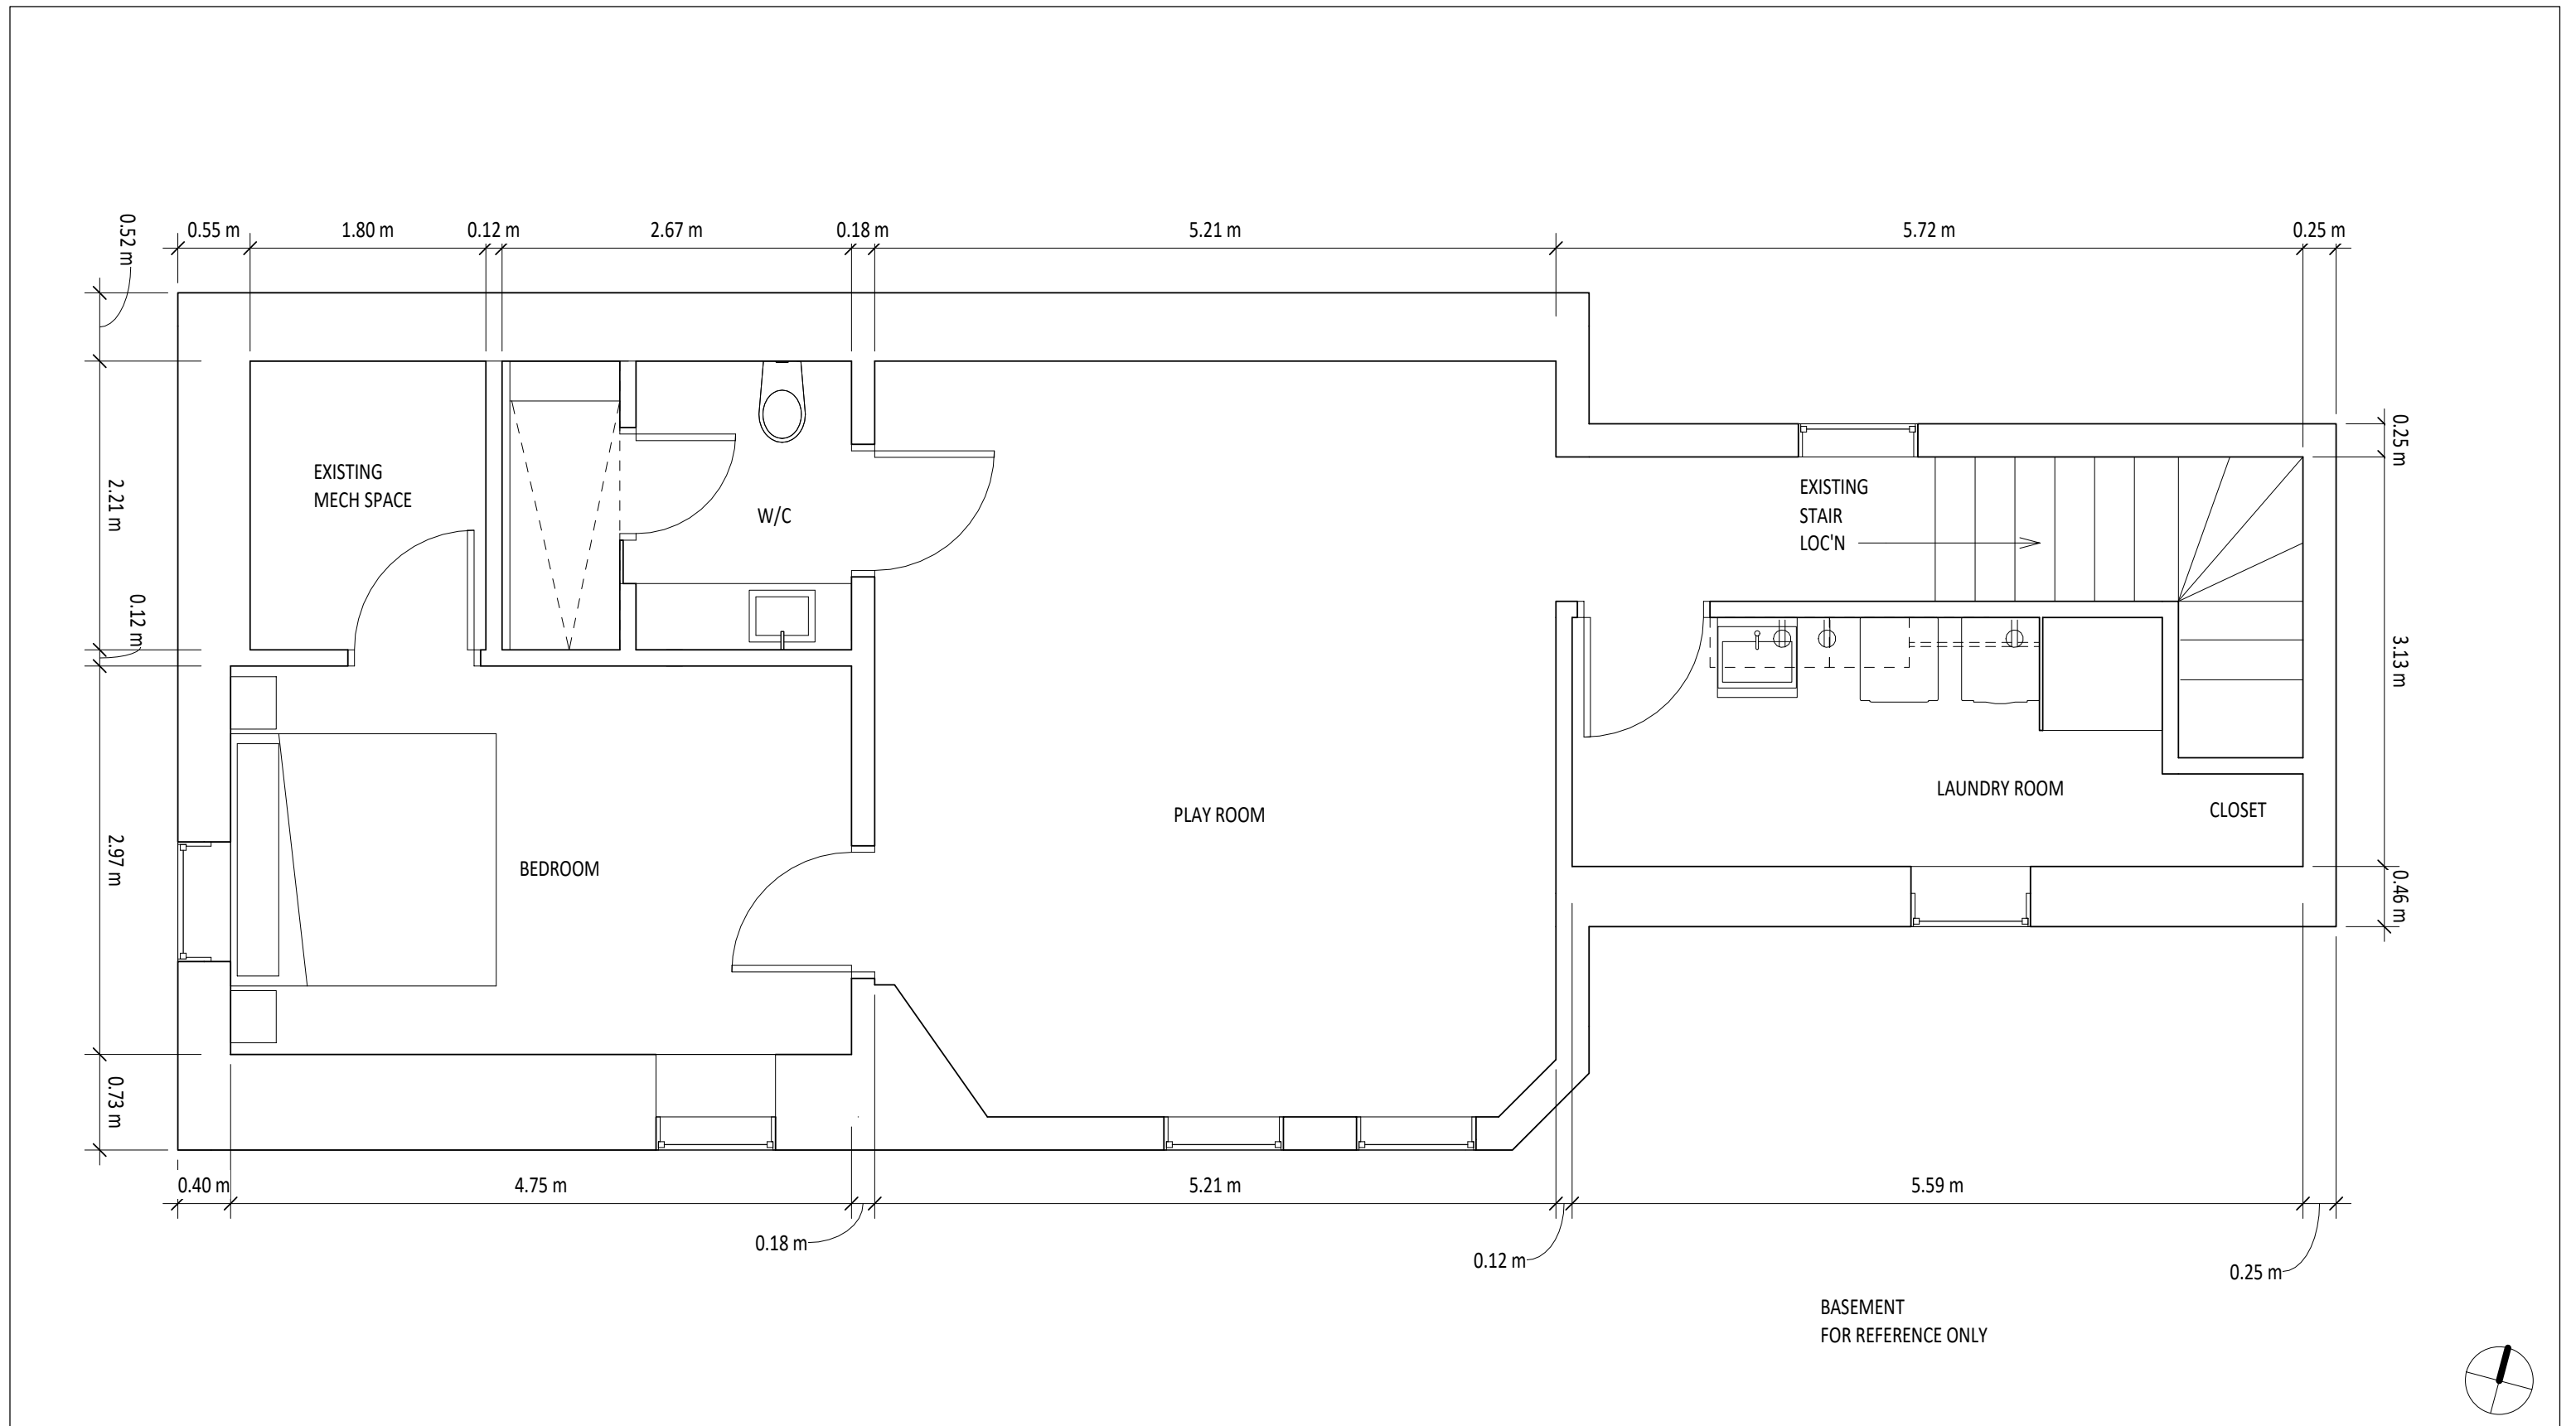 0.55 m
1.80 m
0.12 m
2.67 m
0.18 m
5.21 m
5.72 m
0.25 m
0.52 m
2.21 m
0.12 m
2.97 m
0.73 m
EXISTING
MECH SPACE
W/C
EXISTING
STAIR
LOC'N
0.25 m
3.13 m
0.46 m
BEDROOM
PLAY ROOM
LAUNDRY ROOM
CLOSET
0.40 m
4.75 m
0.18 m
5.21 m
0.12 m
5.59 m
0.25 m
BASEMENT
FOR REFERENCE ONLY